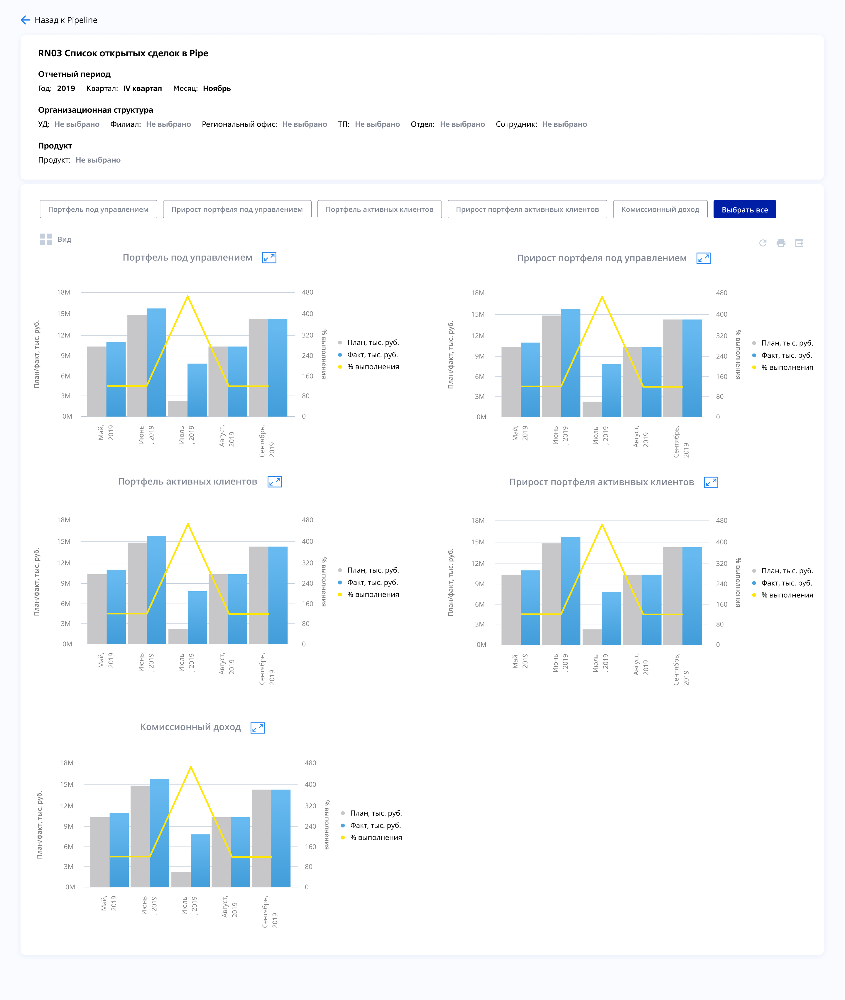 Назад к Pipeline
RN03 Список открытых сделок в Pipe
Отчетный период
Год: 2019 Квартал: IV квартал Месяц: Ноябрь
Организационная структура
УД: Не выбрано Филиал: Не выбрано Региональный офис: Не выбрано ТП: Не выбрано Отдел: Не выбрано Сотрудник: Не выбрано
Продукт
Продукт: Не выбрано
Портфель под управлением Прирост портфеля под управлением Портфель активных клиентов Прирост портфеля активнвых клиентов Комиссионный доход Выбрать все
Вид
Портфель под управлением
План/факт, тыс. руб.
18M
15M
12M
9M
6M
3M
0M
480
400
320
240
160
80
0
% выполнения
Май,
2019
Июнь
, 2019
Июль
, 2019
Август,
2019
Сентябрь,
2019
План, тыс. руб.
Факт, тыс. руб.
% выполнения
Прирост портфеля под управлением
План/факт, тыс. руб.
18M
15M
12M
9M
6M
3M
0M
480
400
320
240
160
80
0
% выполнения
Май,
2019
Июнь
, 2019
Июль
, 2019
Август,
2019
Сентябрь,
2019
План, тыс. руб.
Факт, тыс. руб.
% выполнения
Портфель активных клиентов
План/факт, тыс. руб.
18M
15M
12M
9M
6M
3M
0M
480
400
320
240
160
80
0
% выполнения
Май,
2019
Июнь
, 2019
Июль
, 2019
Август,
2019
Сентябрь,
2019
План, тыс. руб.
Факт, тыс. руб.
% выполнения
Прирост портфеля активнвых клиентов
План/факт, тыс. руб.
18M
15M
12M
9M
6M
3M
0M
480
400
320
240
160
80
0
% выполнения
Май,
2019
Июнь
, 2019
Июль
, 2019
Август,
2019
Сентябрь,
2019
План, тыс. руб.
Факт, тыс. руб.
% выполнения
Комиссионный доход
План/факт, тыс. руб.
18M
15M
12M
9M
6M
3M
0M
480
400
320
240
160
80
0
% выполнения
Май,
2019
Июнь
, 2019
Июль
, 2019
Август,
2019
Сентябрь,
2019
План, тыс. руб.
Факт, тыс. руб.
% выполнения